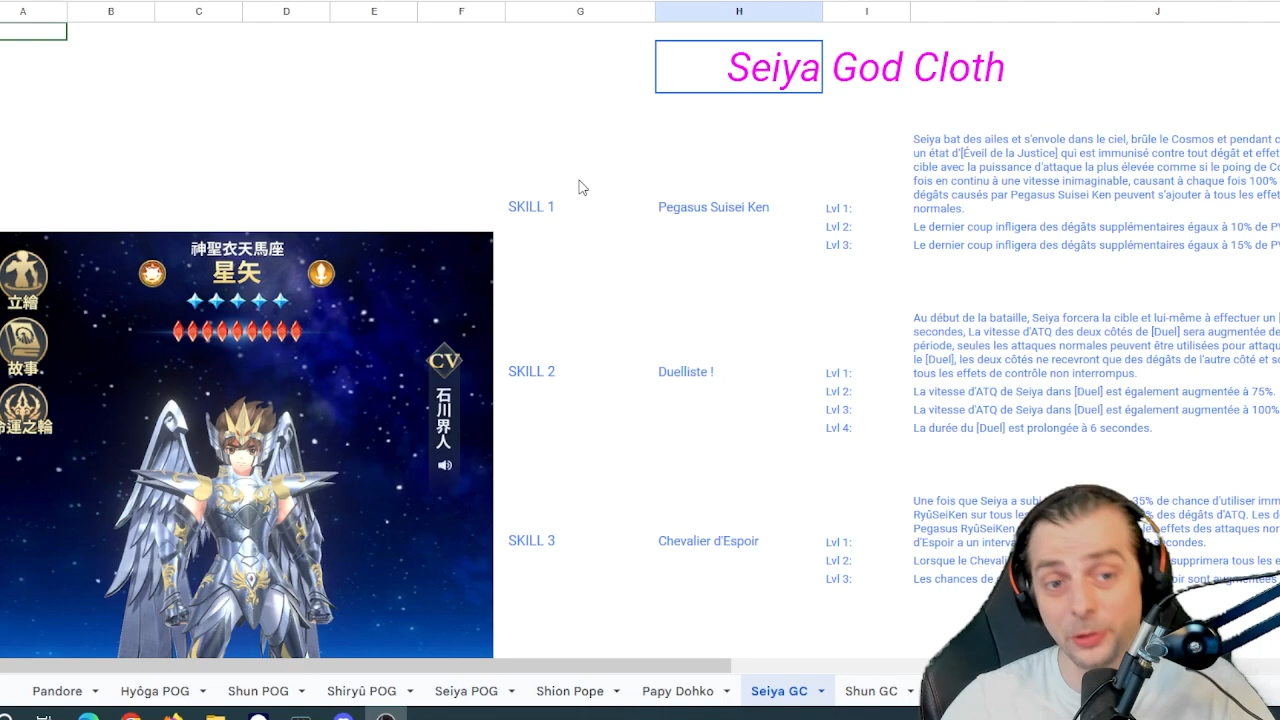 A B C D E F G H I J
Seiya God Cloth
Seiya bat des ailes et s'envole dans le ciel, brûle le Cosmos et pendant
un état d'[Éveil de la Justice] qui est immunisé contre tout dégât et
cible avec la puissance d'attaque la plus élevée comme si le poing de
fois en continu à une vitesse inimaginable, causant à chaque fois 100%
dégâts causés par Pegasus Suisei Ken peuvent s'ajouter à tous les
SKILL 1 Pegasus Suisei Ken Lvl 1: normales.
Lvl 2: Le dernier coup infligera des dégâts supplémentaires égaux à 10% de
Lvl 3: Le dernier coup infligera des dégâts supplémentaires égaux à 15% de
神聖衣天馬座
星矢
立繪
故事
命運之輪
CV
石川界人
Au début de la bataille, Seiya forcera la cible et lui-même à effectuer un [
secondes, La vitesse d'ATQ des deux côtés de [Duel] sera augmentée
période, seules les attaques normales peuvent être utilisées pour
le [Duel], les deux côtés ne recevront que des dégâts de l'autre côté et
SKILL 2 Duelliste ! Lvl 1: tous les effets de contrôle non interrompus.
Lvl 2: La vitesse d'ATQ de Seiya dans [Duel] est également augmentée à 75%.
Lvl 3: La vitesse d'ATQ de Seiya dans [Duel] est également augmentée à 100%
Lvl 4: La durée du [Duel] est prolongée à 6 secondes.
Une fois que Seiya a 35% de chance d'utiliser
RyûSeiKen sur tous des dégâts d'ATQ. Les
Pegasus RyûSeiKen effets des attaques
SKILL 3 Chevalier d'Espoir Lvl 1: d'Espoir a un secondes.
Lvl 2: Lorsque le supprimera tous les
Lvl 3: Les chances de sont augmentées
Pandore Hyôga POG Shun POG Shiryû POG Seiya POG Shion Pope Papy Dohko Seiya GC Shun GC